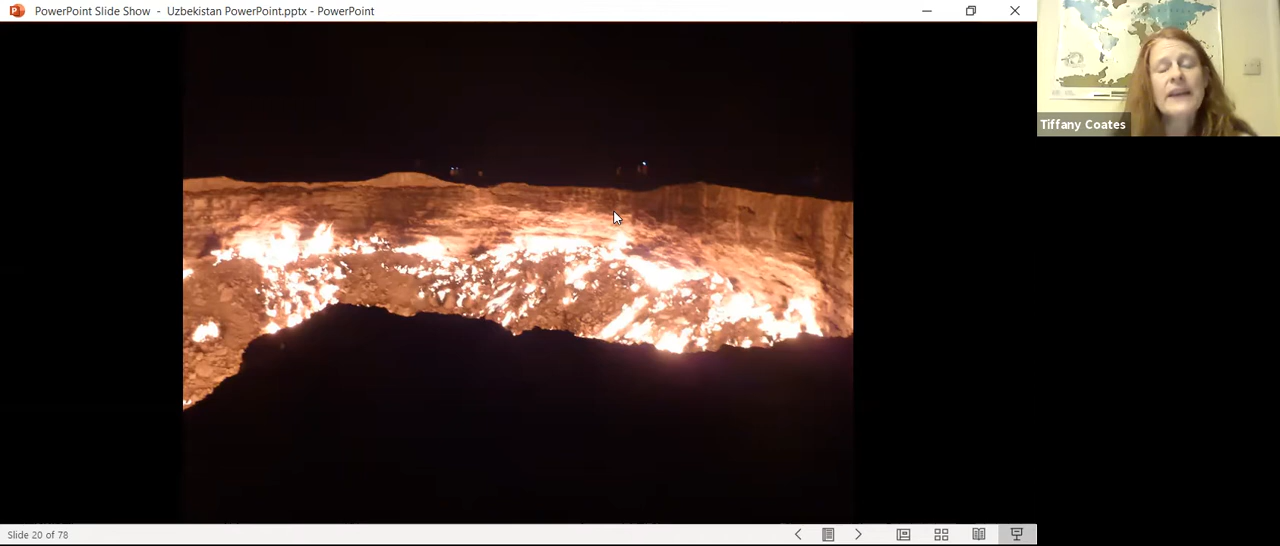 PowerPoint Slide Show - Uzbekistan PowerPoint.pptx - PowerPoint
Tiffany Coates
Slide 20 of 78